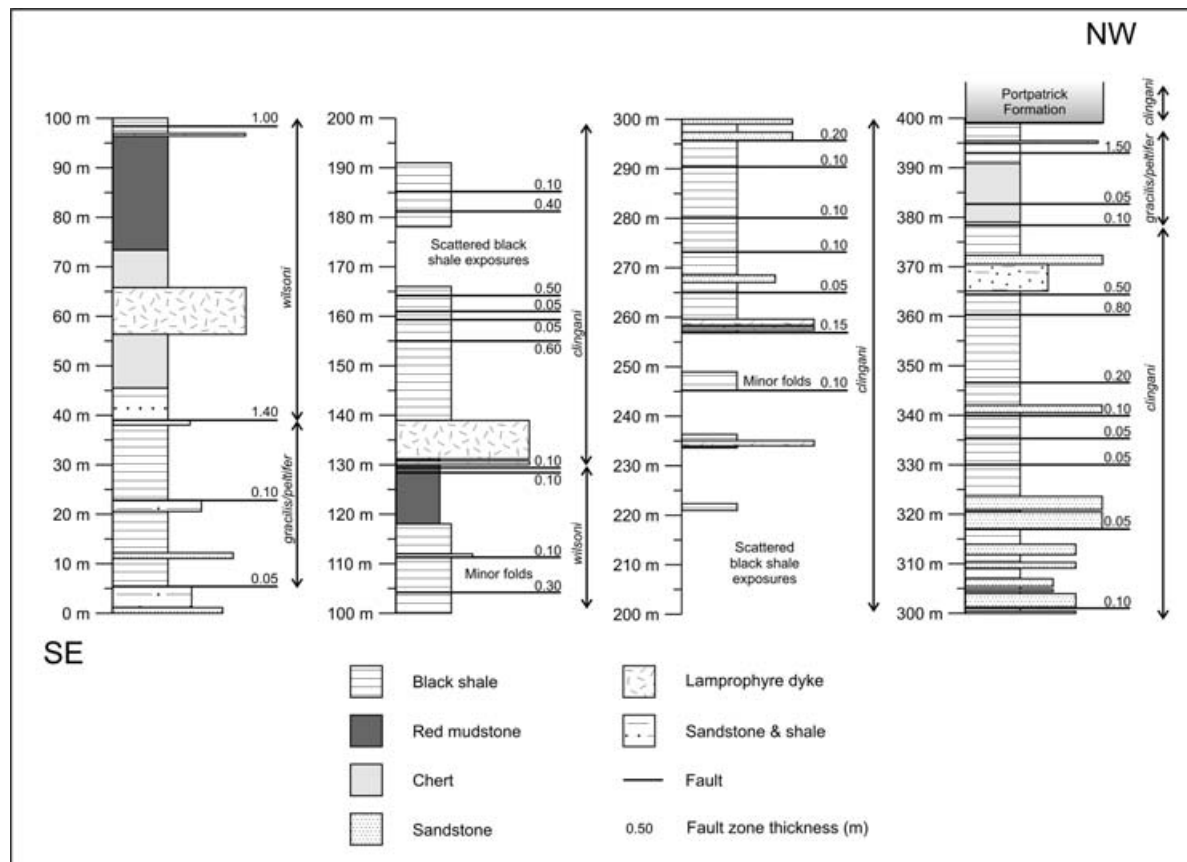 NW
SE
100 m
90 m
80 m
70 m
60 m
50 m
40 m
30 m
20 m
10 m
0 m
1.00
1.40
0.10
0.05
wilsoni
gracilis/peltifer
200 m
190 m
180 m
170 m
160 m
150 m
140 m
130 m
120 m
110 m
100 m
0.10
0.40
Scattered black
shale exposures
0.50
0.05
0.05
0.60
0.10
0.10
0.10
Minor folds
0.30
clingani
wilsoni
300 m
290 m
280 m
270 m
260 m
250 m
240 m
230 m
220 m
210 m
200 m
0.20
0.10
0.10
0.10
0.05
0.15
Minor folds
0.10
Scattered
black shale
exposures
clingani
Portpatrick
Formation
400 m
390 m
380 m
370 m
360 m
350 m
340 m
330 m
320 m
310 m
300 m
1.50
0.05
0.10
0.50
0.80
0.20
0.10
0.05
0.05
0.05
0.10
clingani
gracilis/peltifer
clingani
Black shale
Red mudstone
Chert
Sandstone
Lamprophyre dyke
Sandstone & shale
Fault
0.50 Fault zone thickness (m)